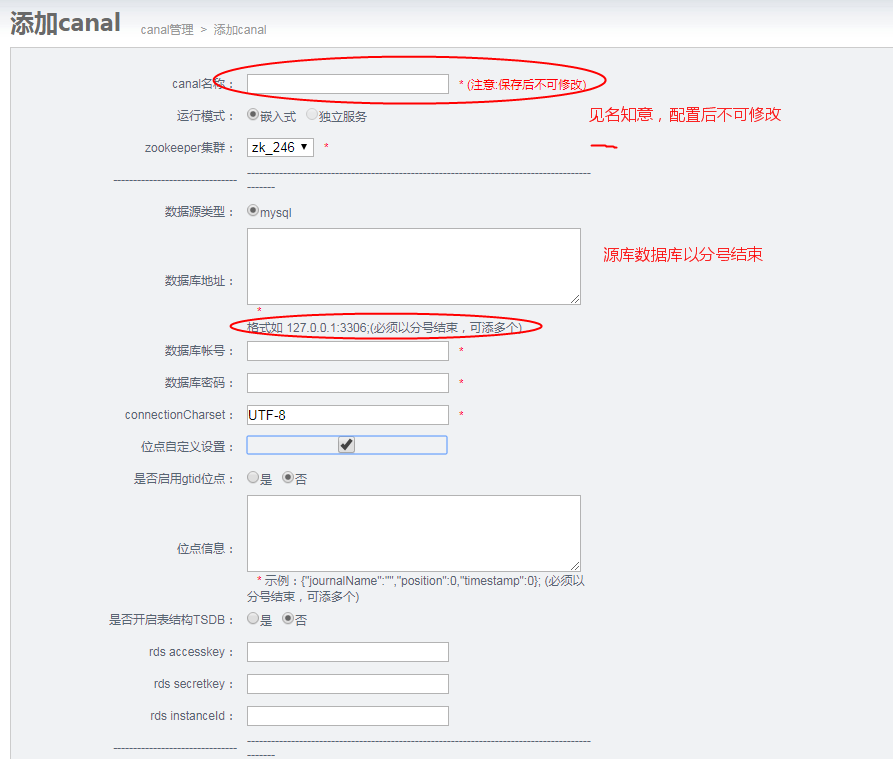 添加canal canal管理 > 添加canal
canal名称： * (注意:保存后不可修改)
运行模式： 嵌入式 独立服务
见名知意，配置后不可修改
zookeeper集群： zk_246 *
数据源类型： mysql
数据库地址：
源库数据库以分号结束
*
格式如 127.0.0.1:3306;(必须以分号结束，可添多个)
数据库帐号： *
数据库密码： *
connectionCharset： UTF-8 *
位点自定义设置：
是否启用gtid位点： 是 否
位点信息：
* 示例：{"journalName":"","position":0,"timestamp":0}; (必须以
分号结束，可添多个)
是否开启表结构TSDB： 是 否
rds accesskey：
rds secretkey：
rds instanceId：